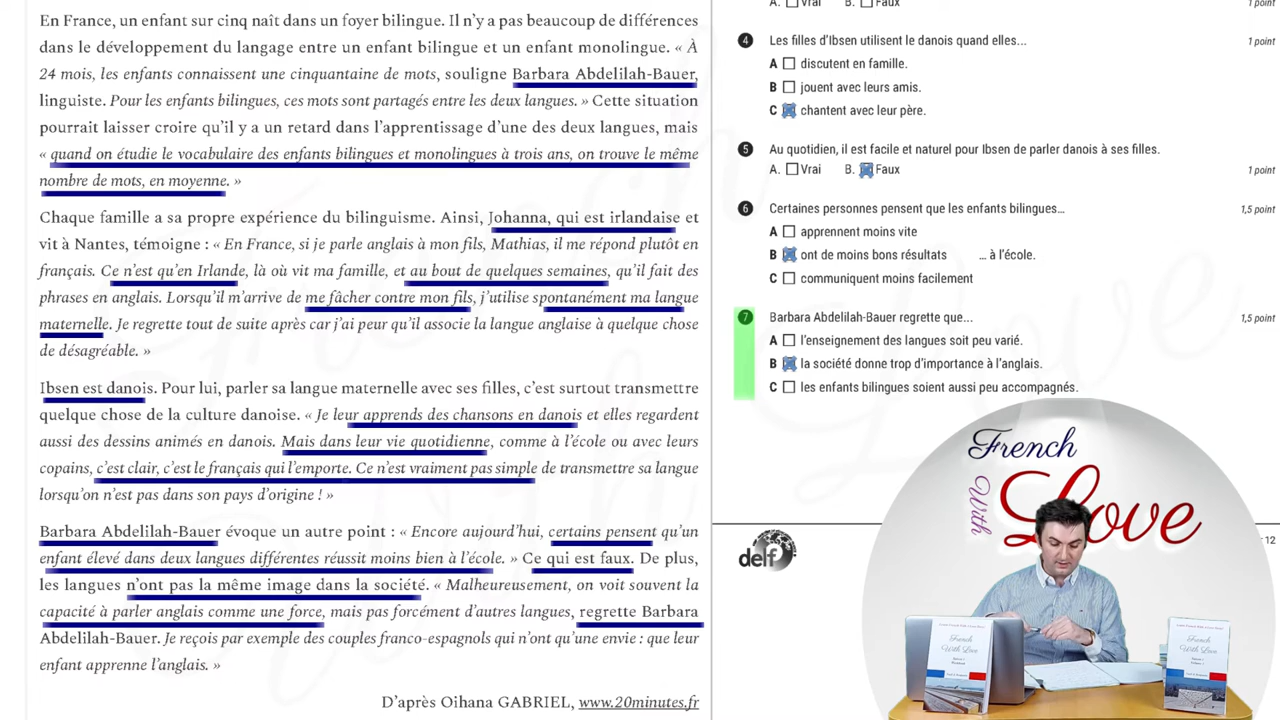 En France, un enfant sur cinq naît dans un foyer bilingue. Il n'y a pas beaucoup de différences
dans le développement du langage entre un enfant bilingue et un enfant monolingue. « À
24 mois, les enfants connaissent une cinquantaine de mots, souligne Barbara Abdelilah-Bauer,
linguiste. Pour les enfants bilingues, ces mots sont partagés entre les deux langues. » Cette situation
pourrait laisser croire qu'il y a un retard dans l'apprentissage d'une des deux langues, mais
« quand on étudie le vocabulaire des enfants bilingues et monolingues à trois ans, on trouve le même
nombre de mots, en moyenne. »
Chaque famille a sa propre expérience du bilinguisme. Ainsi, Johanna, qui est irlandaise et
vit à Nantes, témoigne : « En France, si je parle anglais à mon fils, Mathias, il me répond plutôt en
français. Ce n'est qu'en Irlande, là où vit ma famille, et au bout de quelques semaines, qu'il fait des
phrases en anglais. Lorsqu'il m'arrive de me fâcher contre mon fils, j'utilise spontanément ma langue
maternelle. Je regrette tout de suite après car j'ai peur qu'il associe la langue anglaise à quelque chose
de désagréable. »
Ibsen est danois. Pour lui, parler sa langue maternelle avec ses filles, c'est surtout transmettre
quelque chose de la culture danoise. « Je leur apprends des chansons en danois et elles regardent
aussi des dessins animés en danois. Mais dans leur vie quotidienne, comme à l'école ou avec leurs
copains, c'est clair, c'est le français qui l'emporte. Ce n'est vraiment pas simple de transmettre sa langue
lorsqu'on n'est pas dans son pays d'origine ! »
Barbara Abdelilah-Bauer évoque un autre point : « Encore aujourd'hui, certains pensent qu'un
enfant élevé dans deux langues différentes réussit moins bien à l'école. » Ce qui est faux. De plus,
les langues n'ont pas la même image dans la société. « Malheureusement, on voit souvent la
capacité à parler anglais comme une force, mais pas forcément d'autres langues, regrette Barbara
Abdelilah-Bauer. Je reçois par exemple des couples franco-espagnols qui n'ont qu'une envie : que leur
enfant apprenne l'anglais. »
D'après Oihana GABRIEL, www.20minutes.fr
A. Vrai B. Faux 1 point
4 Les filles d'Ibsen utilisent le danois quand elles... 1 point
A discutent en famille.
B jouent avec leurs amis.
C chantent avec leur père.
5 Au quotidien, il est facile et naturel pour Ibsen de parler danois à ses filles.
A. Vrai B. Faux 1 point
6 Certaines personnes pensent que les enfants bilingues… 1,5 point
A apprennent moins vite
B ont de moins bons résultats … à l'école.
C communiquent moins facilement
7 Barbara Abdelilah-Bauer regrette que... 1,5 point
A l'enseignement des langues soit peu varié.
B la société donne trop d'importance à l'anglais.
C les enfants bilingues soient aussi peu accompagnés.
delf
12
French
With
Love
French
With Love
French
With Love